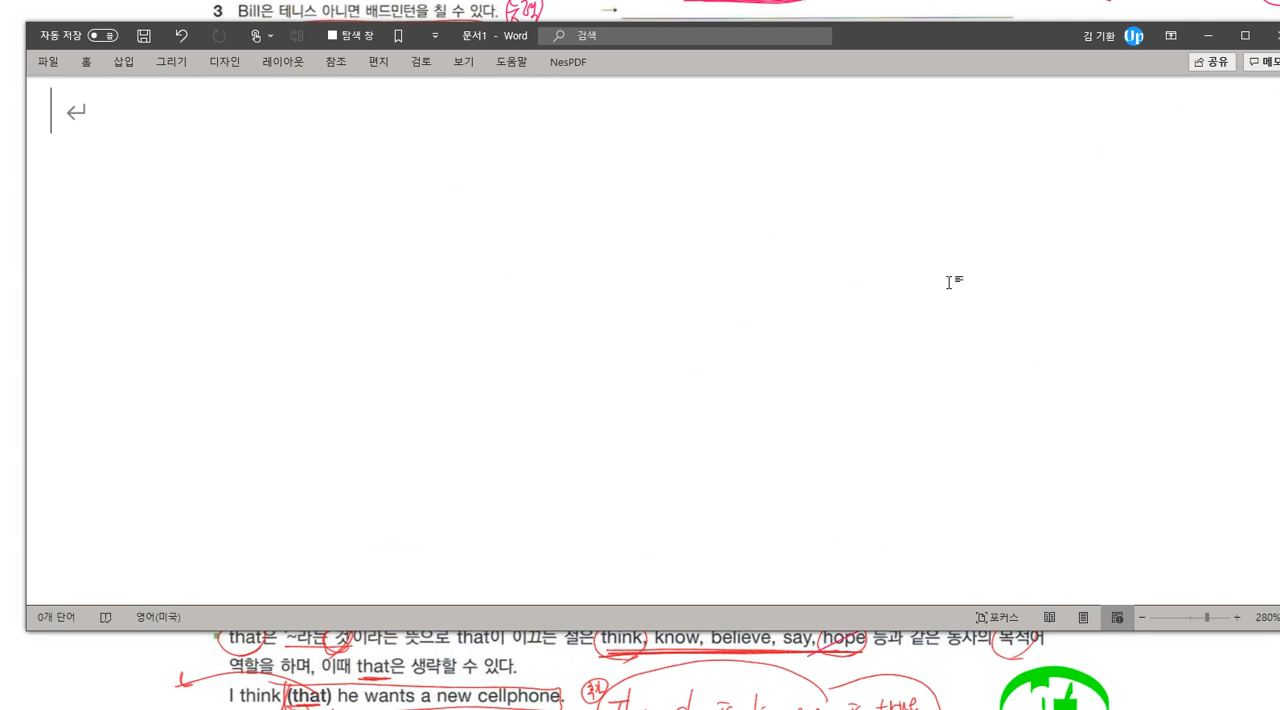 3 Bill은 테니스 아니면 배드민턴을 칠 수 있다. →
자동 저장 문서1 - Word 검색 김 기환 Up
탐색 창
파일 홈 삽입 그리기 디자인 레이아웃 참조 편지 검토 보기 도움말 NesPDF 공유 메모
0개 단어 영어(미국) 포커스 280%
that은 '~라는 것'이라는 뜻으로 that이 이끄는 절은 think, know, believe, say, hope 등과 같은 동사의 목적어
역할을 하며, 이때 that은 생략할 수 있다.
I think (that) he wants a new cellphone.
is true